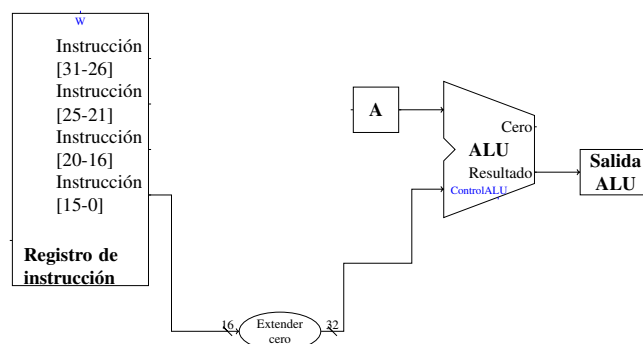 W
Instrucción
[31-26]
Instrucción
[25-21]
Instrucción
[20-16]
Instrucción
[15-0]
Registro de
instrucción
A
Cero
ALU
Resultado
ControlALU
Salida
ALU
16
Extender
cero
32